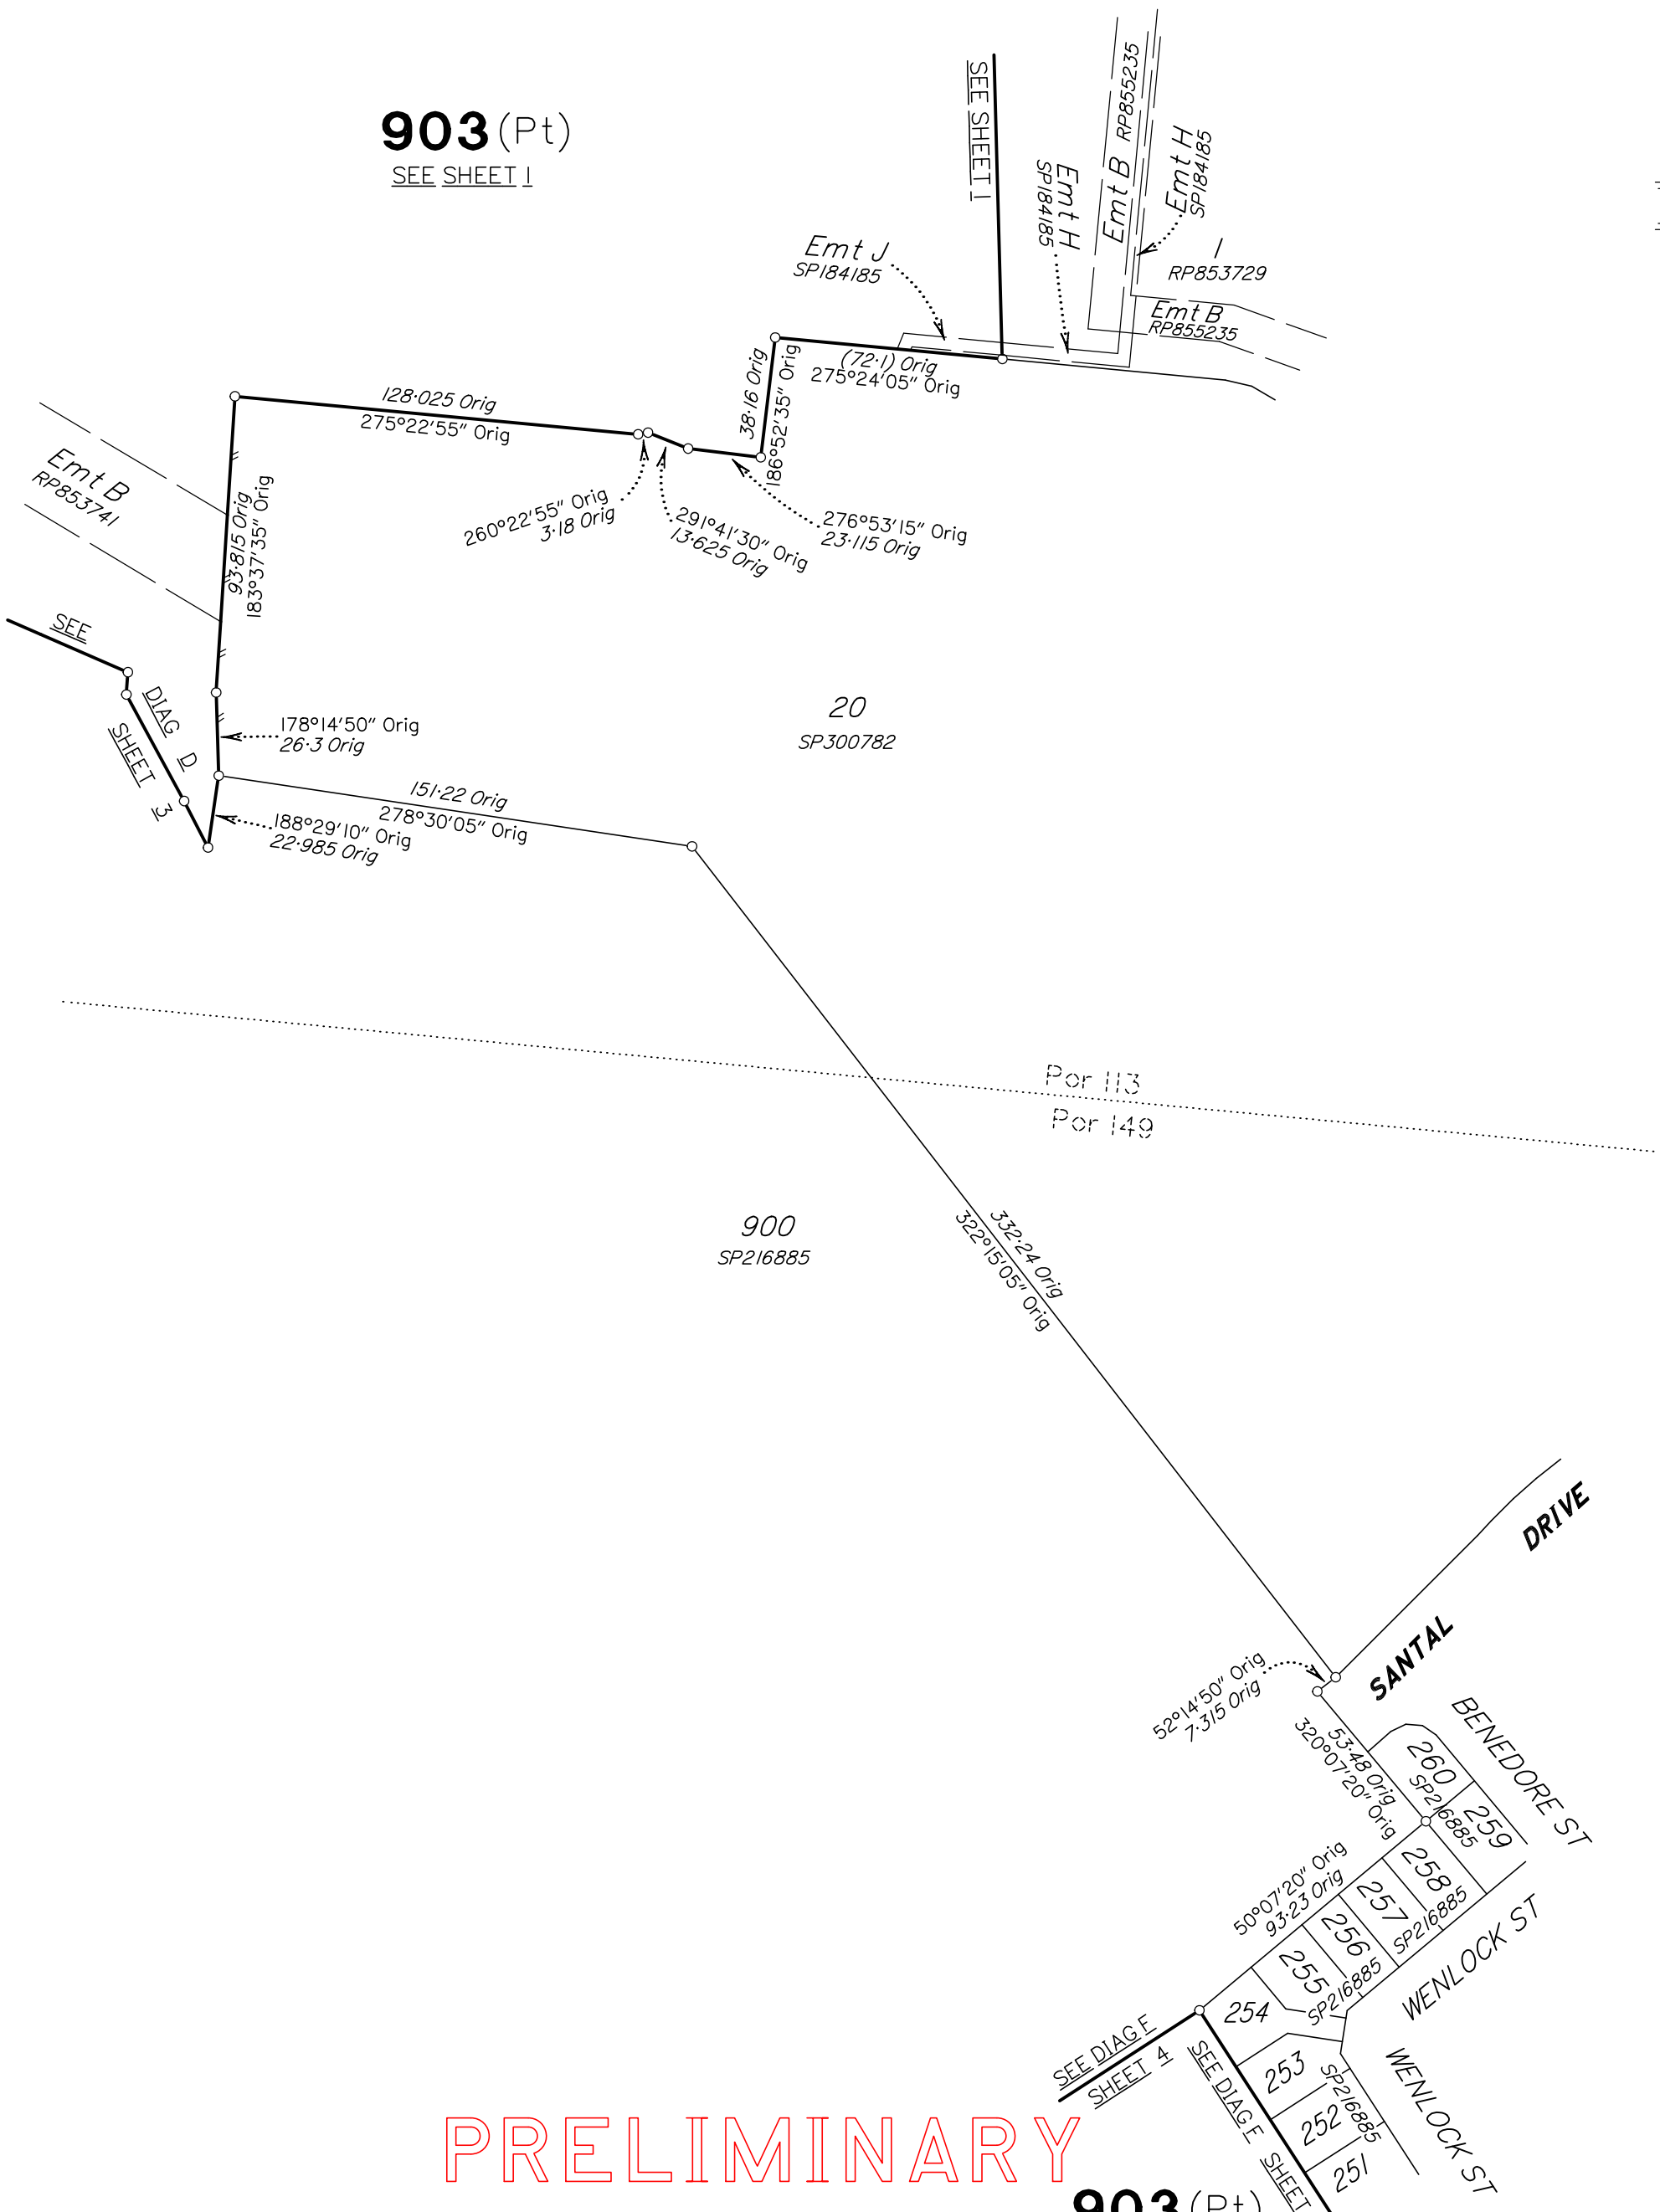 903 (Pt)
SEE SHEET 1
SEE SHEET 1
Emt B RP855235
Emt H
SP184185
Emt H
SP184185
1
RP853729
Emt B
RP855235
Emt J
SP184185
(72·1) Orig
275°24'05" Orig
38·16 Orig
186°52'35" Orig
128·025 Orig
275°22'55" Orig
260°22'55" Orig
3·18 Orig
291°41'30" Orig
13·625 Orig
276°53'15" Orig
23·115 Orig
Emt B
RP853741
93·815 Orig
183°37'35" Orig
SEE
DIAG D
SHEET 3
178°14'50" Orig
26·3 Orig
20
SP300782
151·22 Orig
278°30'05" Orig
188°29'10" Orig
22·985 Orig
Por 113
Por 149
900
SP216885
332·24 Orig
322°15'05" Orig
DRIVE
SANTAL
52°14'50" Orig
7·315 Orig
BENEDORE ST
53·48 Orig
320°07'20" Orig
260
SP216885
259
258
SP216885
257
256
SP216885
255
254
50°07'20" Orig
93·23 Orig
WENLOCK ST
SEE DIAG E
SHEET 4
SEE DIAG F SHEET
253
SP216885
252
251
WENLOCK ST
PRELIMINARY
903 (Pt)